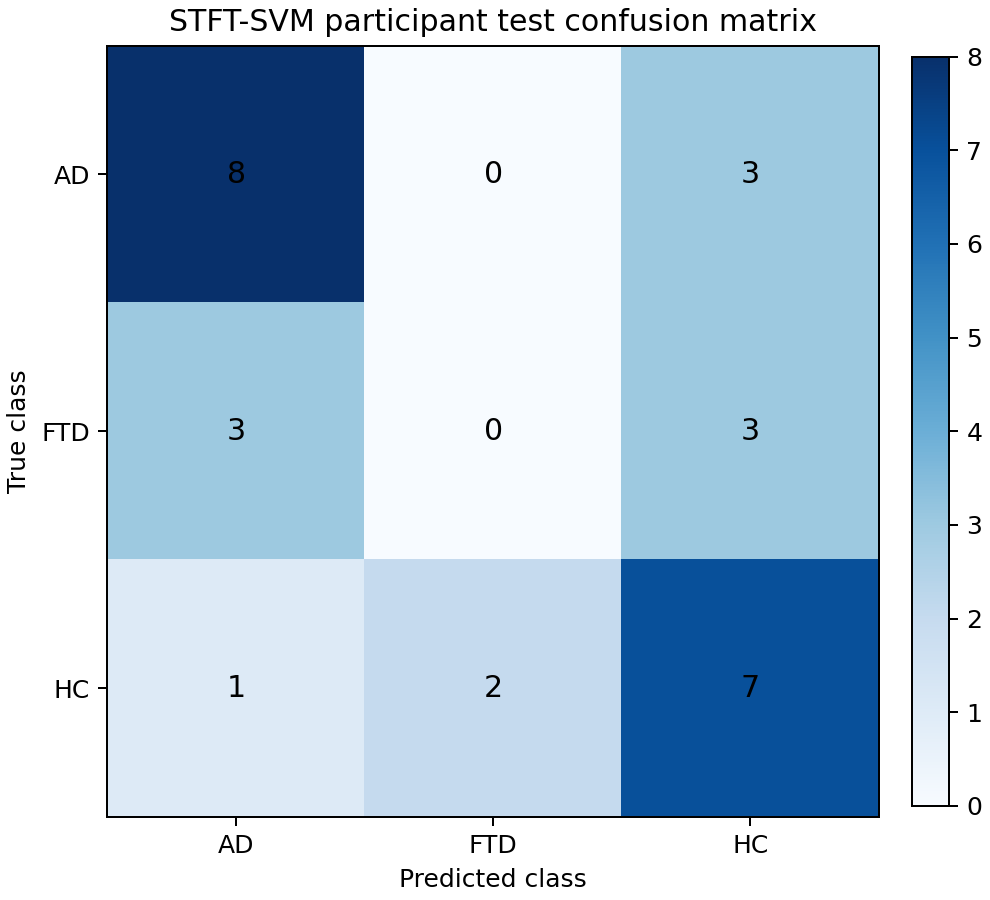 STFT-SVM participant test confusion matrix
True class
AD
8
0
3
FTD
3
0
3
HC
1
2
7
AD
FTD
HC
Predicted class
8
7
6
5
4
3
2
1
0